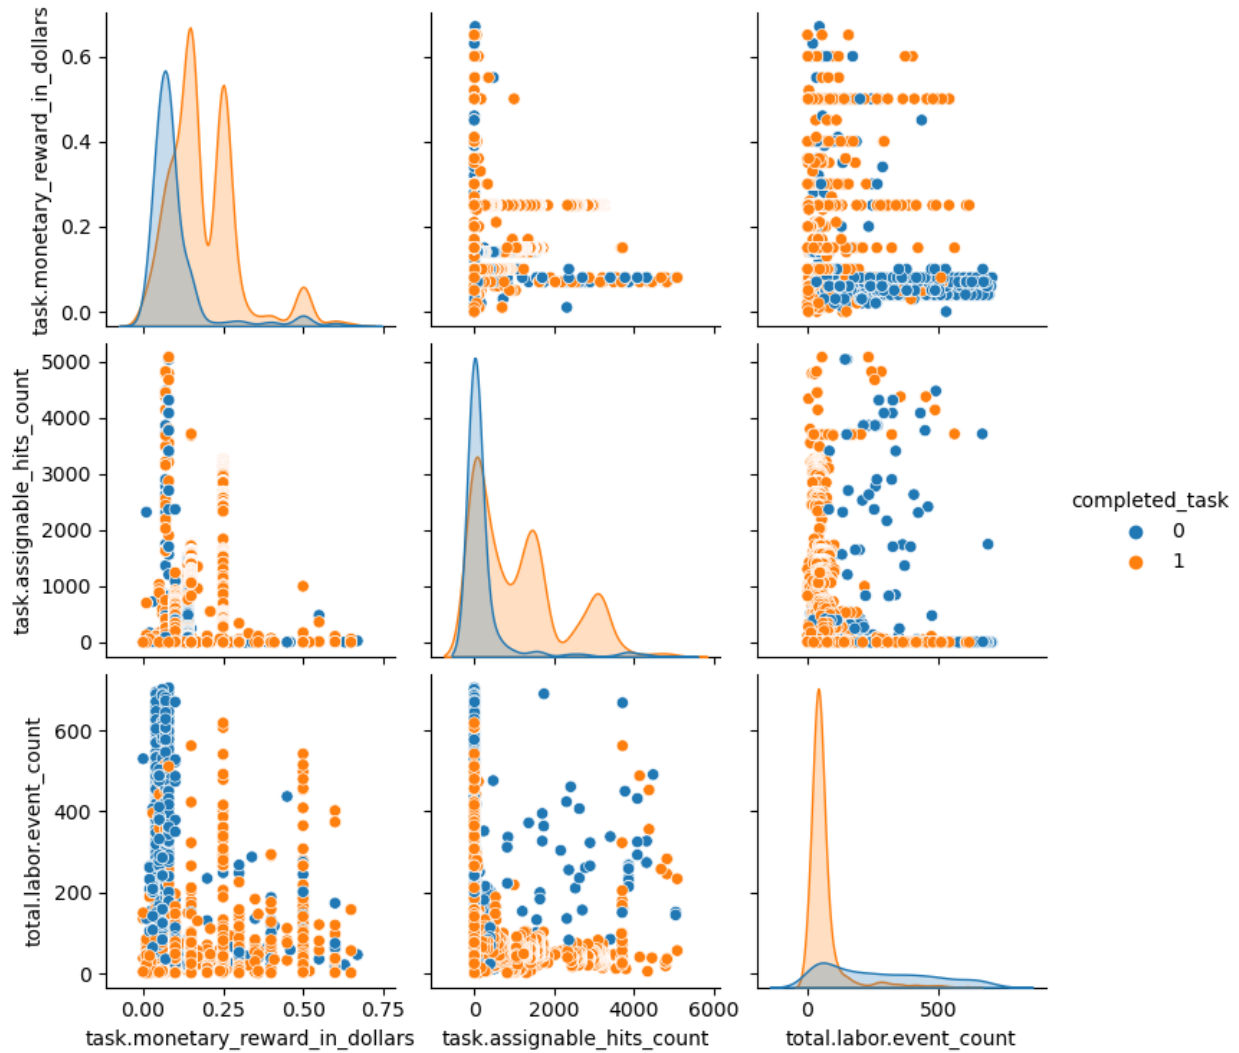 task.monetary_reward_in_dollars
0.6
0.4
0.2
0.0
task.assignable_hits_count
5000
4000
3000
2000
1000
0
completed_task
0
1
total.labor.event_count
600
400
200
0
0.00 0.25 0.50 0.75
0 2000 4000 6000
0 500
task.monetary_reward_in_dollars
task.assignable_hits_count
total.labor.event_count